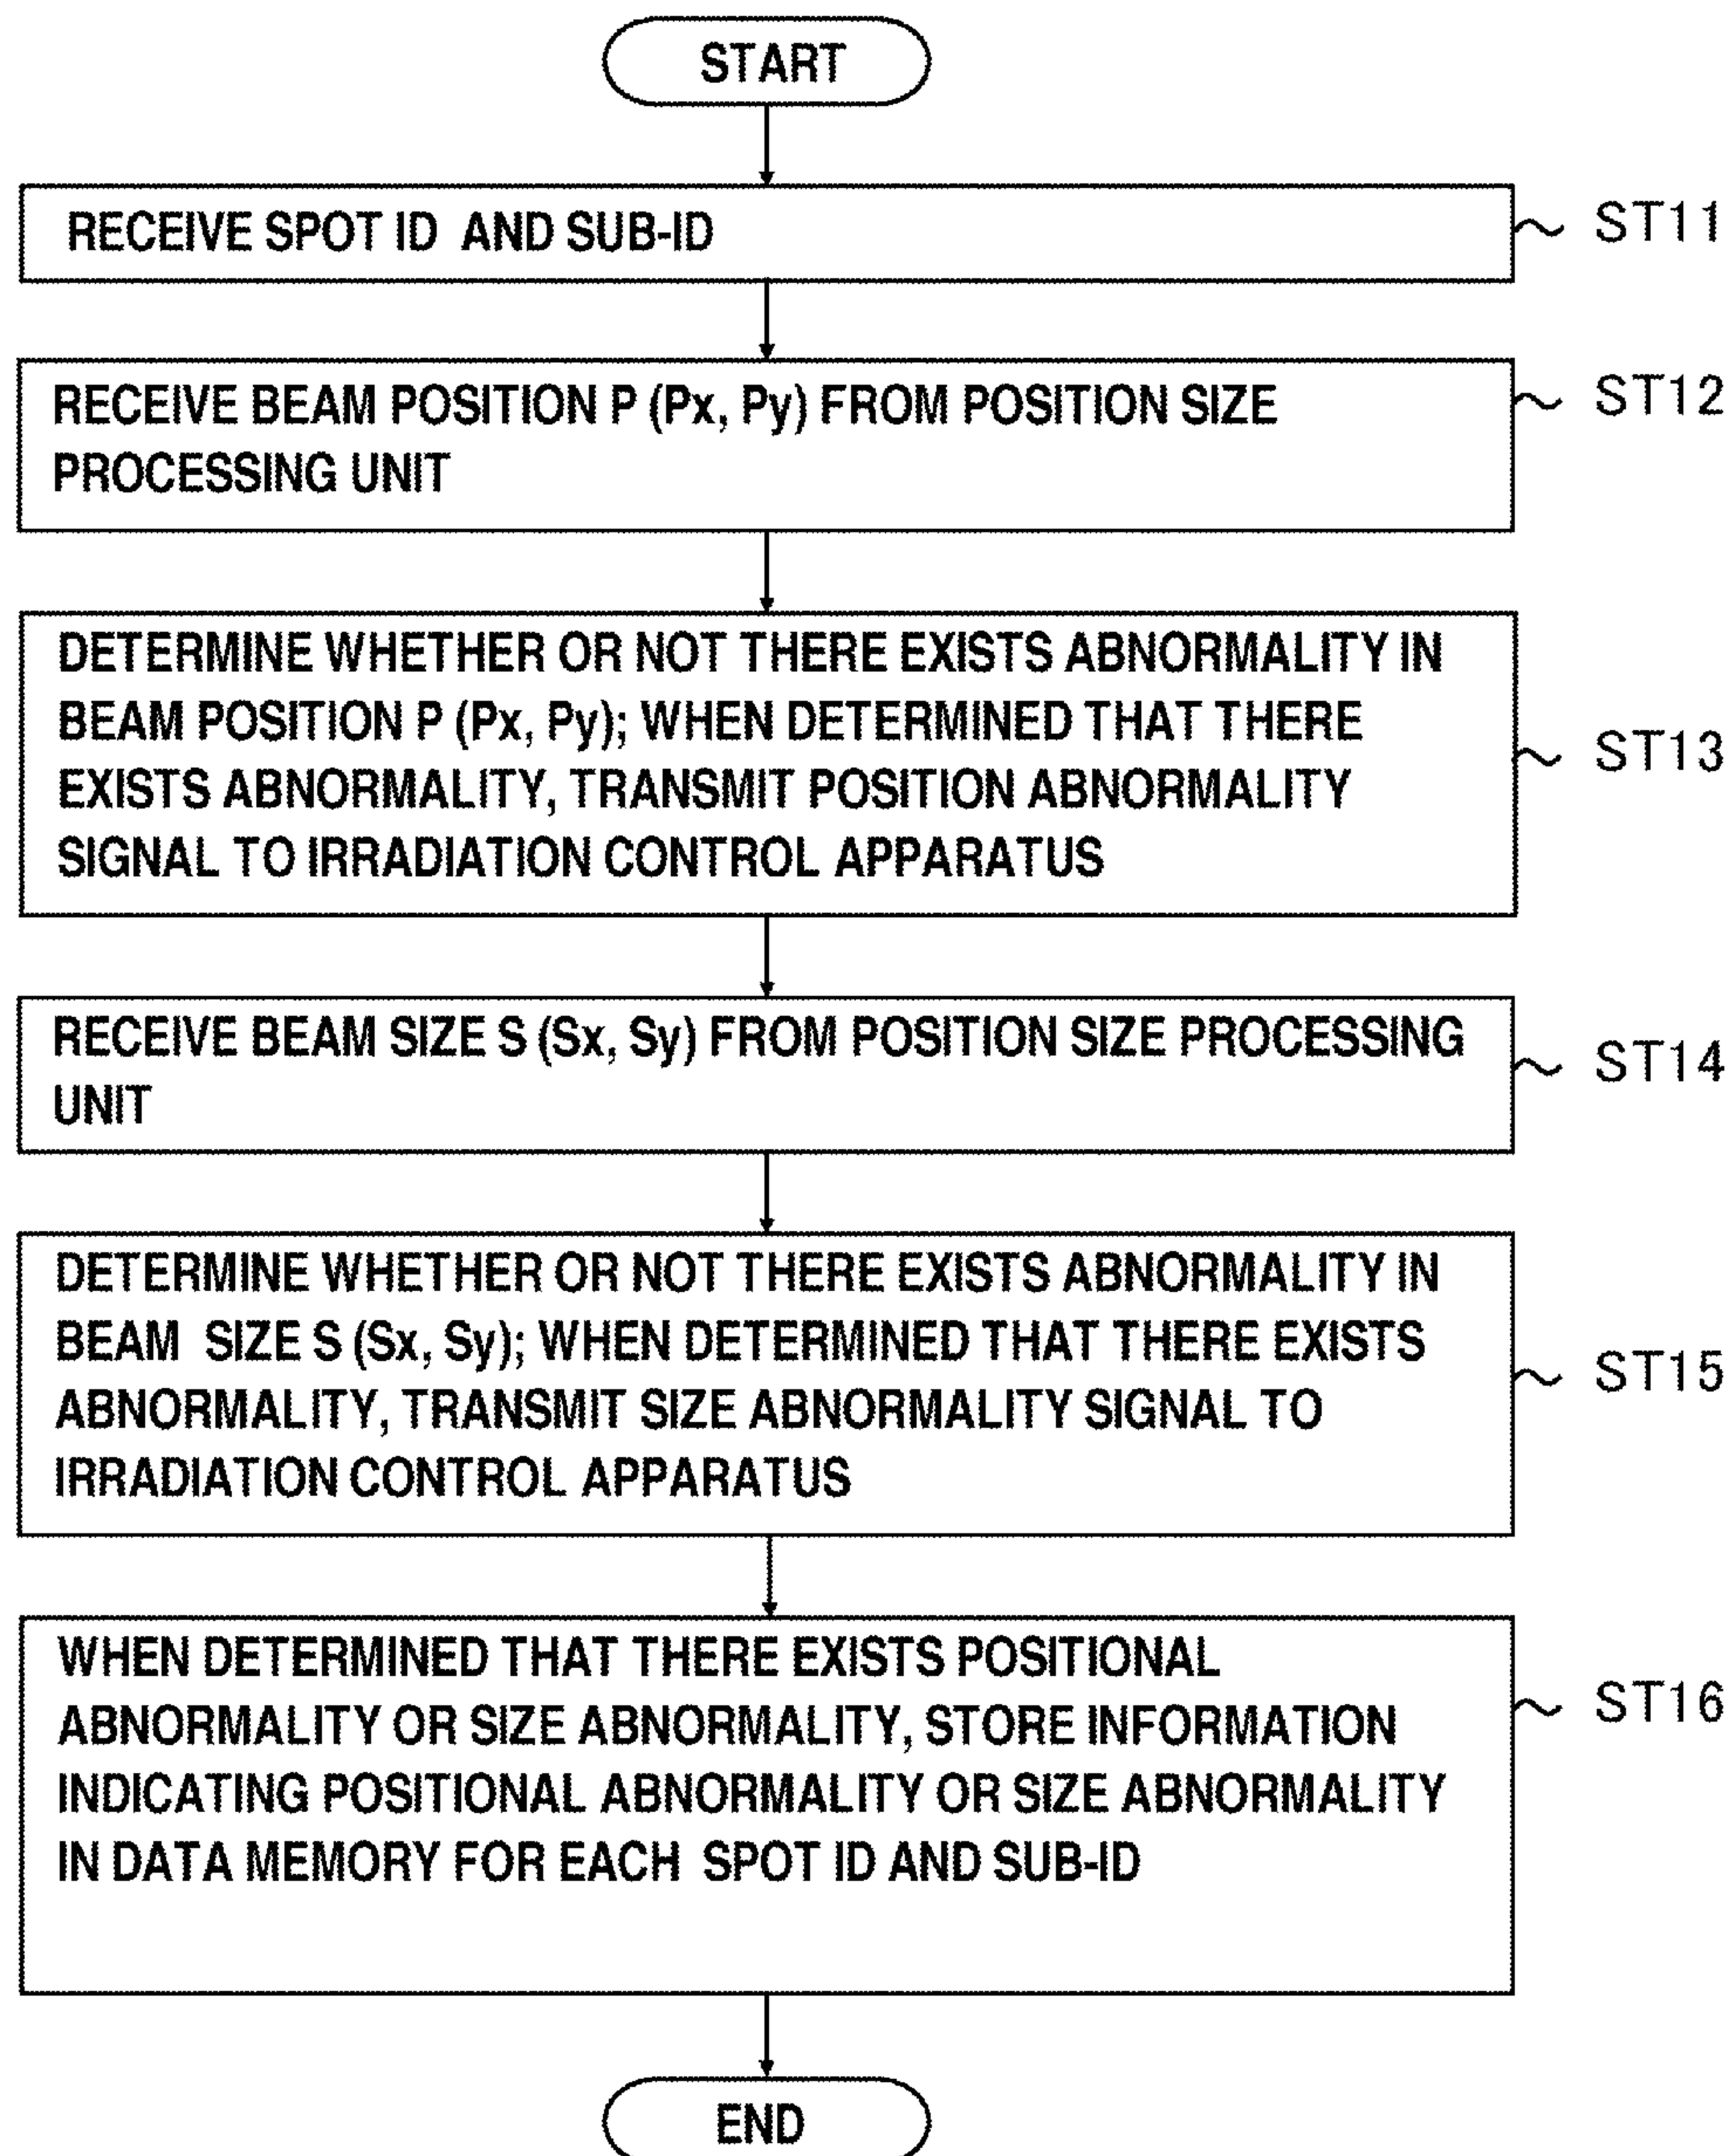 START
RECEIVE SPOT ID AND SUB-ID
ST11
RECEIVE BEAM POSITION P (Px, Py) FROM POSITION SIZE
PROCESSING UNIT
ST12
DETERMINE WHETHER OR NOT THERE EXISTS ABNORMALITY IN
BEAM POSITION P (Px, Py); WHEN DETERMINED THAT THERE
EXISTS ABNORMALITY, TRANSMIT POSITION ABNORMALITY
SIGNAL TO IRRADIATION CONTROL APPARATUS
ST13
RECEIVE BEAM SIZE S (Sx, Sy) FROM POSITION SIZE PROCESSING
UNIT
ST14
DETERMINE WHETHER OR NOT THERE EXISTS ABNORMALITY IN
BEAM SIZE S (Sx, Sy); WHEN DETERMINED THAT THERE EXISTS
ABNORMALITY, TRANSMIT SIZE ABNORMALITY SIGNAL TO
IRRADIATION CONTROL APPARATUS
ST15
WHEN DETERMINED THAT THERE EXISTS POSITIONAL
ABNORMALITY OR SIZE ABNORMALITY, STORE INFORMATION
INDICATING POSITIONAL ABNORMALITY OR SIZE ABNORMALITY
IN DATA MEMORY FOR EACH SPOT ID AND SUB-ID
ST16
END